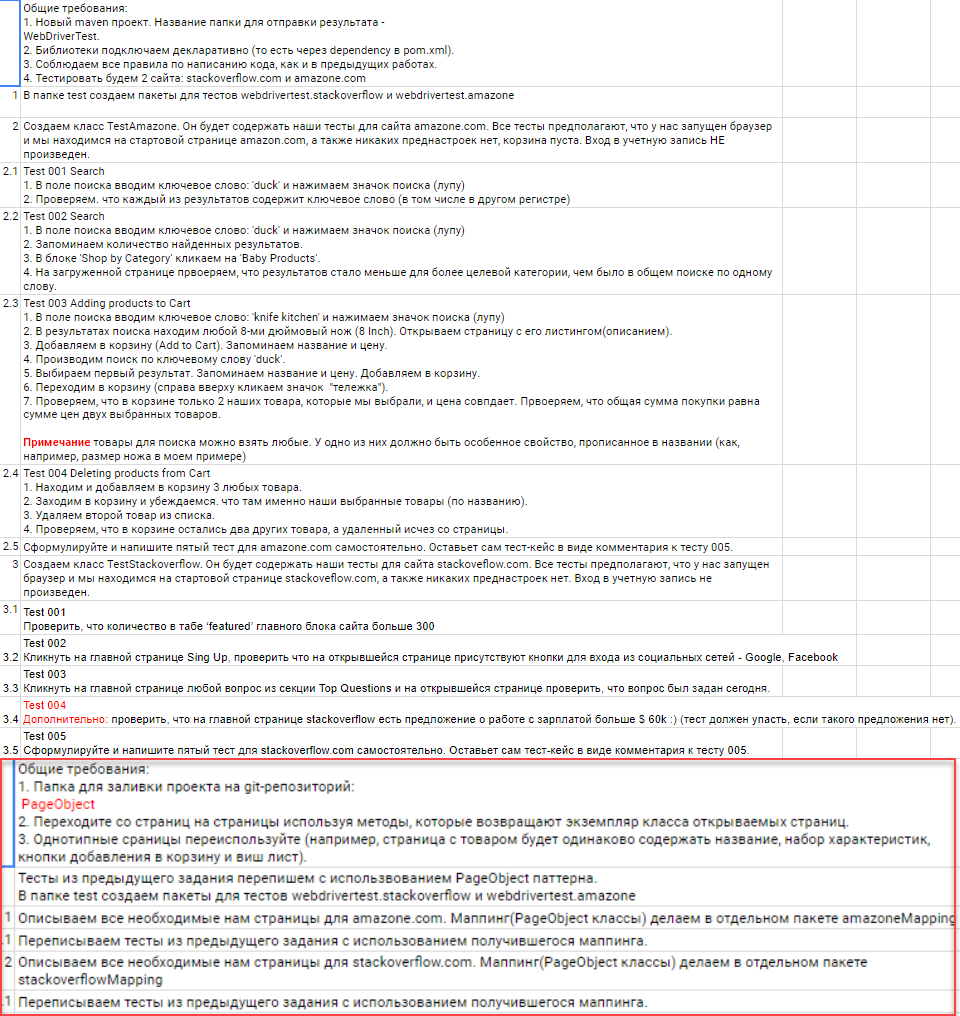 Общие требования:
1. Новый maven проект. Название папки для отправки результата -
WebDriverTest.
2. Библиотеки подключаем декларативно (то есть через dependency в pom.xml).
3. Соблюдаем все правила по написанию кода, как и в предыдущих работах.
4. Тестировать будем 2 сайта: stackoverflow.com и amazone.com
1 В папке test создаем пакеты для тестов webdrivertest.stackoverflow и webdrivertest.amazone
2 Создаем класс TestAmazone. Он будет содержать наши тесты для сайта amazone.com. Все тесты предполагают, что у нас запущен браузер
и мы находимся на стартовой странице amazon.com, а также никаких преднастроек нет, корзина пуста. Вход в учетную запись НЕ
произведен.
2.1 Test 001 Search
1. В поле поиска вводим ключевое слово: 'duck' и нажимаем значок поиска (лупу)
2. Проверяем. что каждый из результатов содержит ключевое слово (в том числе в другом регистре)
2.2 Test 002 Search
1. В поле поиска вводим ключевое слово: 'duck' и нажимаем значок поиска (лупу)
2. Запоминаем количество найденных результатов.
3. В блоке 'Shop by Category' кликаем на 'Baby Products'.
4. На загруженной странице првоеряем, что результатов стало меньше для более целевой категории, чем было в общем поиске по одному
слову.
2.3 Test 003 Adding products to Cart
1. В поле поиска вводим ключевое слово: 'knife kitchen' и нажимаем значок поиска (лупу)
2. В результатах поиска находим любой 8-ми дюймовый нож (8 Inch). Открываем страницу с его листингом(описанием).
3. Добавляем в корзину (Add to Cart). Запоминаем название и цену.
4. Производим поиск по ключевому слову 'duck'.
5. Выбираем первый результат. Запоминаем название и цену. Добавляем в корзину.
6. Переходим в корзину (справа вверху кликаем значок "тележка").
7. Проверяем, что в корзине только 2 наших товара, которые мы выбрали, и цена совпдает. Првоеряем, что общая сумма покупки равна
сумме цен двух выбранных товаров.
Примечание товары для поиска можно взять любые. У одно из них должно быть особенное свойство, прописанное в названии (как,
например, размер ножа в моем примере)
2.4 Test 004 Deleting products from Cart
1. Находим и добавляем в корзину 3 любых товара.
2. Заходим в корзину и убеждаемся. что там именно наши выбранные товары (по названию).
3. Удаляем второй товар из списка.
4. Проверяем, что в корзине остались два других товара, а удаленный исчез со страницы.
2.5 Сформулируйте и напишите пятый тест для amazone.com самостоятельно. Оставьет сам тест-кейс в виде комментария к тесту 005.
3 Создаем класс TestStackoverflow. Он будет содержать наши тесты для сайта stackoveflow.com. Все тесты предполагают, что у нас запущен
браузер и мы находимся на стартовой странице stackoveflow.com, а также никаких преднастроек нет. Вход в учетную запись не
произведен.
3.1 Test 001
Проверить, что количество в табе ‘featured’ главного блока сайта больше 300
Test 002
3.2 Кликнуть на главной странице Sing Up, проверить что на открывшейся странице присутствуют кнопки для входа из социальных сетей - Google, Facebook
Test 003
3.3 Кликнуть на главной странице любой вопрос из секции Top Questions и на открывшейся странице проверить, что вопрос был задан сегодня.
Test 004
3.4 Дополнительно: проверить, что на главной странице stackoverflow есть предложение о работе с зарплатой больше $ 60k :) (тест должен упасть, если такого предложения нет).
Test 005
3.5 Сформулируйте и напишите пятый тест для stackoverflow.com самостоятельно. Оставьет сам тест-кейс в виде комментария к тесту 005.
Общие требования:
1. Папка для заливки проекта на git-репозиторий:
PageObject
2. Переходите со страниц на страницы используя методы, которые возвращают экземпляр класса открываемых страниц.
3. Однотипные сраницы переиспользуйте (например, страница с товаром будет одинаково содержать название, набор характеристик,
кнопки добавления в корзину и виш лист).
Тесты из предыдущего задания перепишем с использвованием PageObject паттерна.
В папке test создаем пакеты для тестов webdrivertest.stackoverflow и webdrivertest.amazone
1 Описываем все необходимые нам страницы для amazone.com. Маппинг(PageObject классы) делаем в отдельном пакете amazoneMapping
.1 Переписываем тесты из предыдущего задания с использованием получившегося маппинга.
2 Описываем все необходимые нам страницы для stackoverflow.com. Маппинг(PageObject классы) делаем в отдельном пакете
stackoverflowMapping
.1 Переписываем тесты из предыдущего задания с использованием получившегося маппинга.